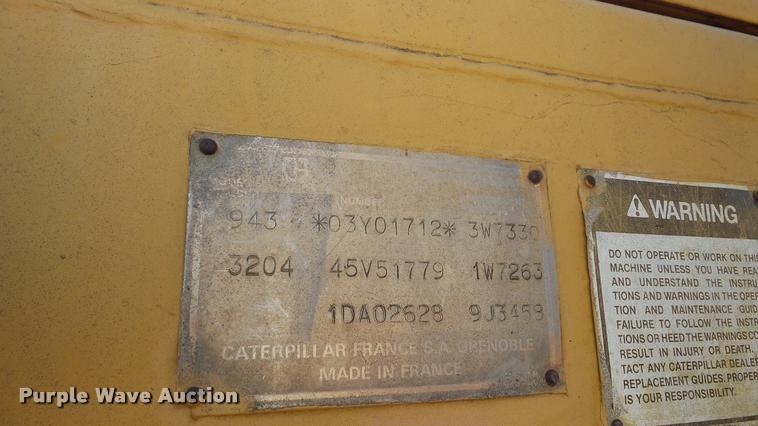 NUMBER
943 *03Y01712* 3W7330
3204 45V51779 1W7263
1DA02628 9J3458
CATERPILLAR FRANCE S.A. GRENOBLE
MADE IN FRANCE
WARNING
DO NOT OPERATE OR WORK ON THIS
MACHINE UNLESS YOU HAVE REA
AND UNDERSTAND THE INSTRU
TIONS AND WARNINGS IN THE OPER
TION AND MAINTENANCE GUID
FAILURE TO FOLLOW THE INSTR
TIONS OR HEED THE WARNINGS CO
RESULT IN INJURY OR DEATH.
TACT ANY CATERPILLAR DEALER
REPLACEMENT GUIDES. PROPER
IS YOUR RESPONSIBILITY.
Purple Wave Auction